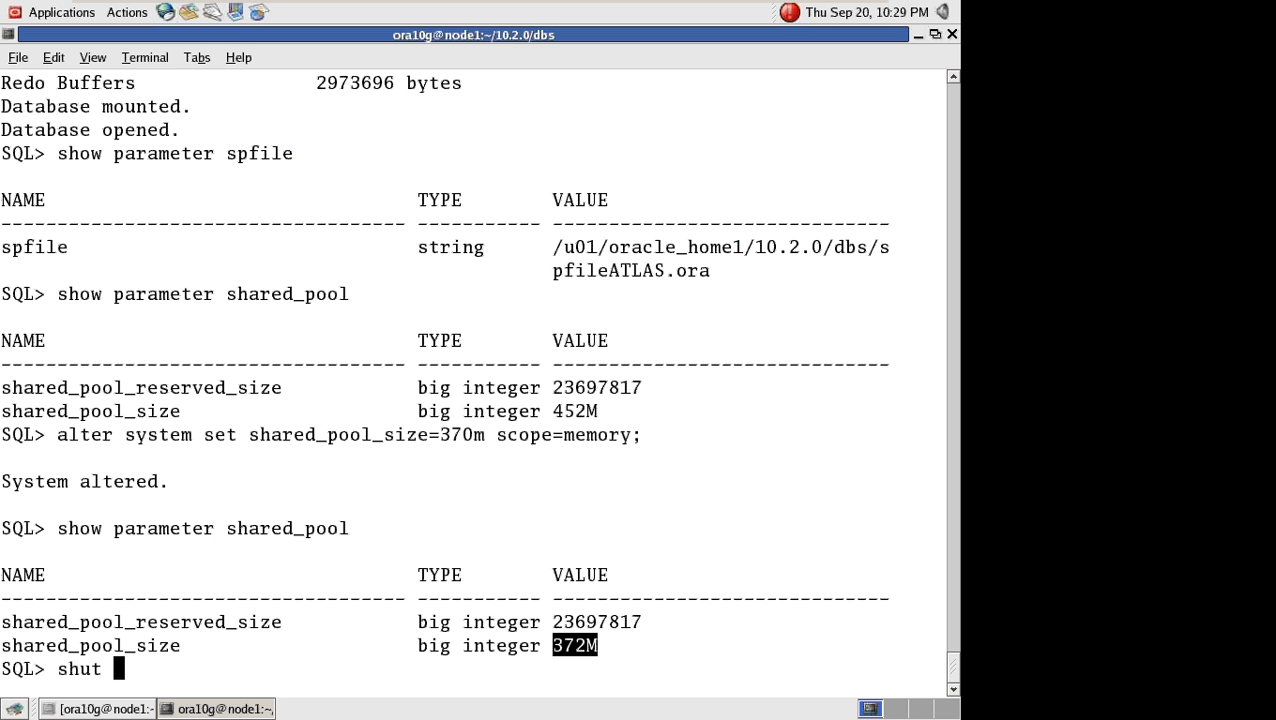 Applications Actions Thu Sep 20, 10:29 PM
ora10g@node1:~/10.2.0/dbs
File Edit View Terminal Tabs Help
Redo Buffers 2973696 bytes
Database mounted.
Database opened.
SQL> show parameter spfile
NAME TYPE VALUE
------------------------------------ ----------- ------------------------------
spfile string /u01/oracle_home1/10.2.0/dbs/s
pfileATLAS.ora
SQL> show parameter shared_pool
NAME TYPE VALUE
------------------------------------ ----------- ------------------------------
shared_pool_reserved_size big integer 23697817
shared_pool_size big integer 452M
SQL> alter system set shared_pool_size=370m scope=memory;
System altered.
SQL> show parameter shared_pool
NAME TYPE VALUE
------------------------------------ ----------- ------------------------------
shared_pool_reserved_size big integer 23697817
shared_pool_size big integer 372M
SQL> shut
[ora10g@node1:- ora10g@node1:~,